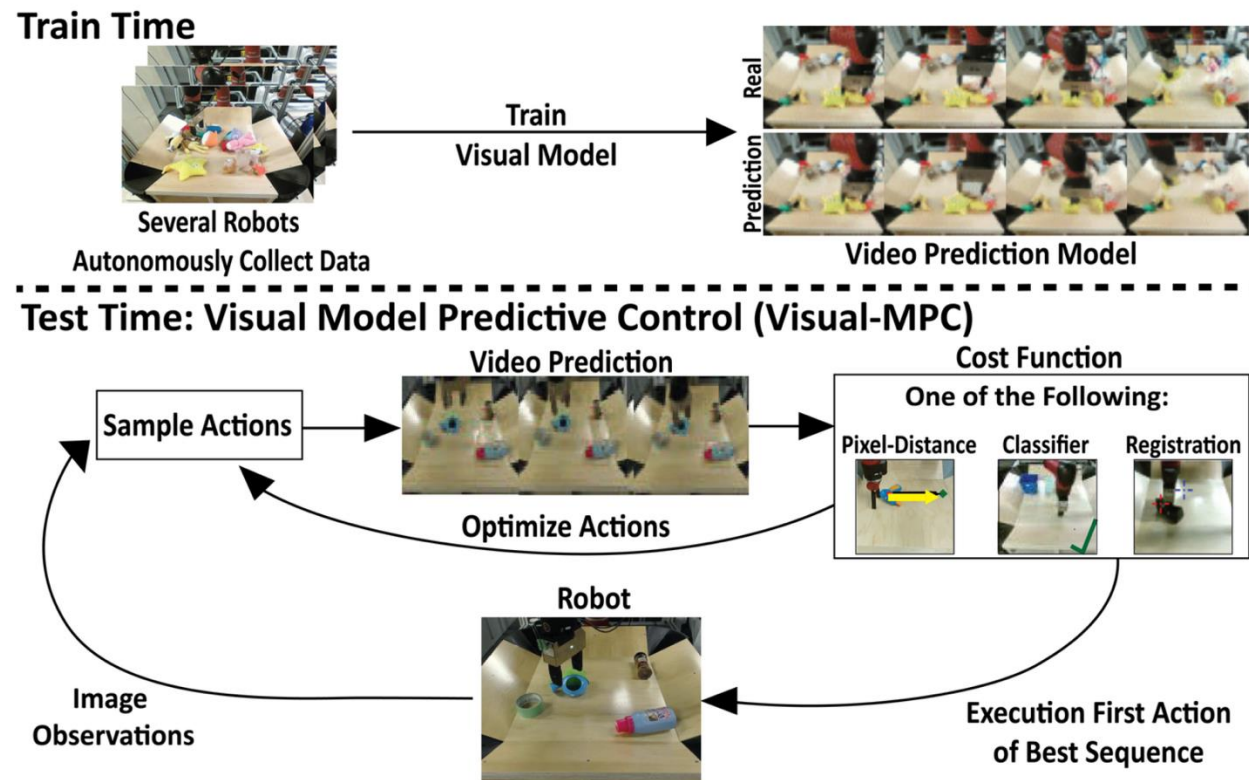 Train Time
Several Robots
Autonomously Collect Data
Train
Visual Model
Real
Prediction
Video Prediction Model
Test Time: Visual Model Predictive Control (Visual-MPC)
Sample Actions
Video Prediction
Cost Function
One of the Following:
Pixel-Distance Classifier Registration
Optimize Actions
Robot
Image
Observations
Execution First Action
of Best Sequence